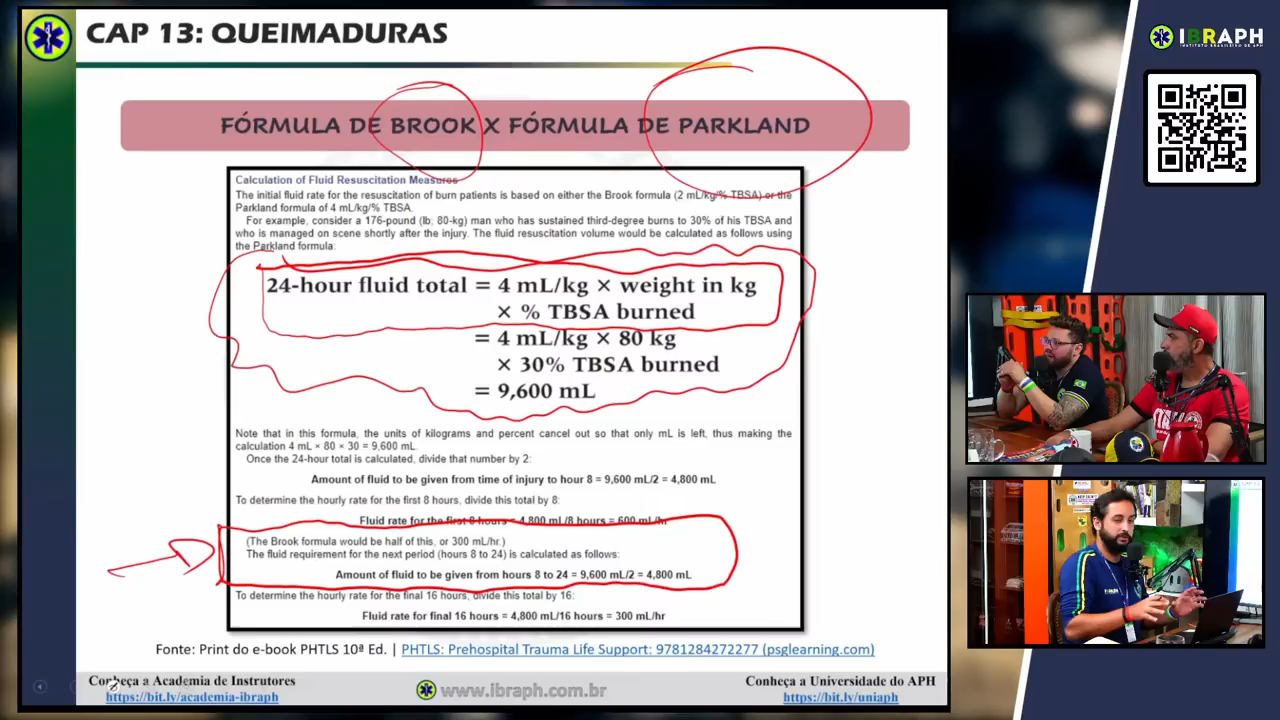 CAP 13: QUEIMADURAS
FÓRMULA DE BROOK X FÓRMULA DE PARKLAND
Calculation of Fluid Resuscitation Measures
The initial fluid rate for the resuscitation of burn patients is based on either the Brook formula (2 mL/kg/% TBSA) or the
Parkland formula of 4 mL/kg/% TBSA.
For example, consider a 176-pound (lb; 80-kg) man who has sustained third-degree burns to 30% of his TBSA and
who is managed on scene shortly after the injury. The fluid resuscitation volume would be calculated as follows using
the Parkland formula:
24-hour fluid total = 4 mL/kg × weight in kg
× % TBSA burned
= 4 mL/kg × 80 kg
× 30% TBSA burned
= 9,600 mL
Note that in this formula, the units of kilograms and percent cancel out so that only mL is left, thus making the
calculation 4 mL × 80 × 30 = 9,600 mL.
Once the 24-hour total is calculated, divide that number by 2:
Amount of fluid to be given from time of injury to hour 8 = 9,600 mL/2 = 4,800 mL
To determine the hourly rate for the first 8 hours, divide this total by 8:
Fluid rate for the first 8 hours = 4,800 mL/8 hours = 600 mL/hr
(The Brook formula would be half of this, or 300 mL/hr.)
The fluid requirement for the next period (hours 8 to 24) is calculated as follows:
Amount of fluid to be given from hours 8 to 24 = 9,600 mL/2 = 4,800 mL
To determine the hourly rate for the final 16 hours, divide this total by 16:
Fluid rate for final 16 hours = 4,800 mL/16 hours = 300 mL/hr
Fonte: Print do e-book PHTLS 10ª Ed. | PHTLS: Prehospital Trauma Life Support: 9781284272277 (psglearning.com)
Conheça a Academia de Instrutores
https://bit.ly/academia-ibraph
www.ibraph.com.br
Conheça a Universidade do APH
https://bit.ly/uniaph
IBRAPH
INSTITUTO BRASILEIRO DE APH